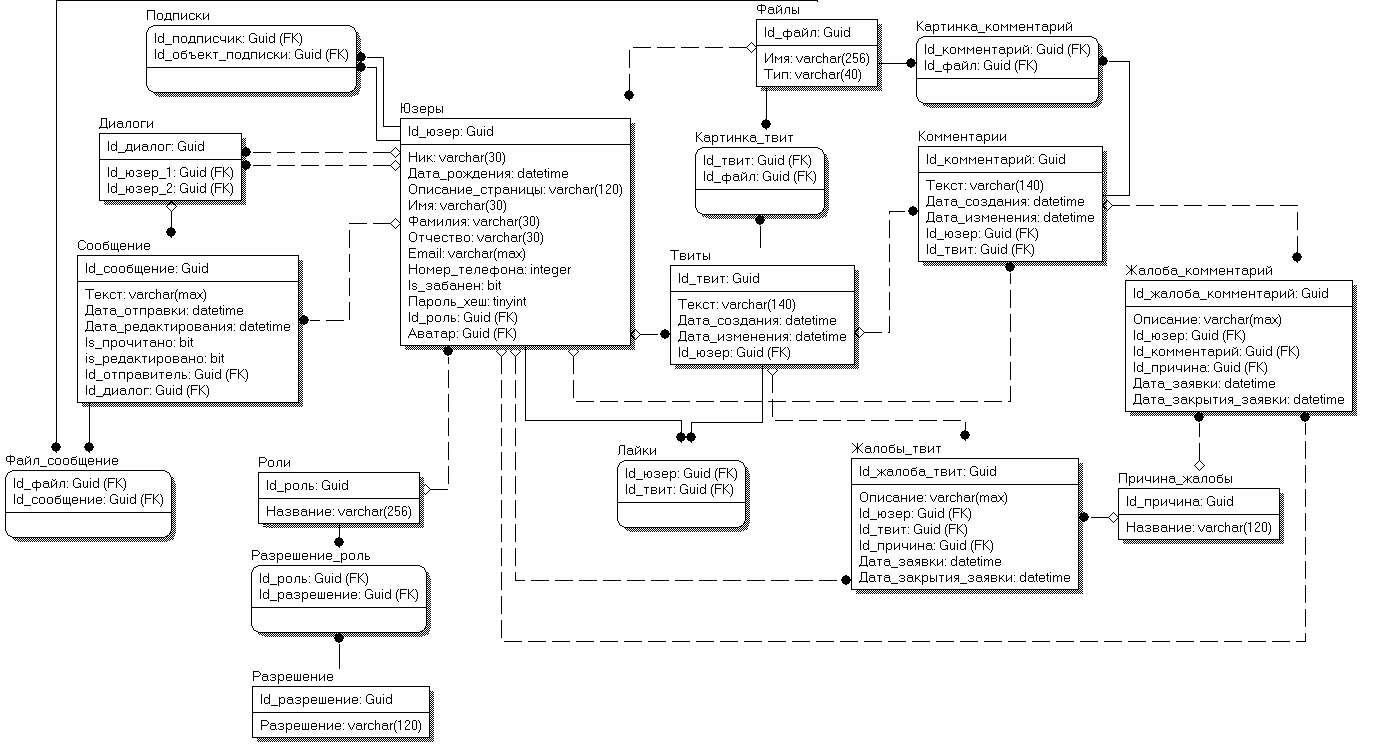 Подписки
Id_подписчик: Guid (FK)
Id_объект_подписки: Guid (FK)
Файлы
Id_файл: Guid
Имя: varchar(256)
Тип: varchar(40)
Картинка_комментарий
Id_комментарий: Guid (FK)
Id_файл: Guid (FK)
Диалоги
Id_диалог: Guid
Id_юзер_1: Guid (FK)
Id_юзер_2: Guid (FK)
Юзеры
Id_юзер: Guid
Ник: varchar(30)
Дата_рождения: datetime
Описание_страницы: varchar(120)
Имя: varchar(30)
Фамилия: varchar(30)
Отчество: varchar(30)
Email: varchar(max)
Номер_телефона: integer
Is_забанен: bit
Пароль_хеш: tinyint
Id_роль: Guid (FK)
Аватар: Guid (FK)
Картинка_твит
Id_твит: Guid (FK)
Id_файл: Guid (FK)
Комментарии
Id_комментарий: Guid
Текст: varchar(140)
Дата_создания: datetime
Дата_изменения: datetime
Id_юзер: Guid (FK)
Id_твит: Guid (FK)
Сообщение
Id_сообщение: Guid
Текст: varchar(max)
Дата_отправки: datetime
Дата_редактирования: datetime
Is_прочитано: bit
is_редактировано: bit
Id_отправитель: Guid (FK)
Id_диалог: Guid (FK)
Твиты
Id_твит: Guid
Текст: varchar(140)
Дата_создания: datetime
Дата_изменения: datetime
Id_юзер: Guid (FK)
Жалоба_комментарий
Id_жалоба_комментарий: Guid
Описание: varchar(max)
Id_юзер: Guid (FK)
Id_комментарий: Guid (FK)
Id_причина: Guid (FK)
Дата_заявки: datetime
Дата_закрытия_заявки: datetime
Файл_сообщение
Id_файл: Guid (FK)
Id_сообщение: Guid (FK)
Роли
Id_роль: Guid
Название: varchar(256)
Лайки
Id_юзер: Guid (FK)
Id_твит: Guid (FK)
Жалобы_твит
Id_жалоба_твит: Guid
Описание: varchar(max)
Id_юзер: Guid (FK)
Id_твит: Guid (FK)
Id_причина: Guid (FK)
Дата_заявки: datetime
Дата_закрытия_заявки: datetime
Причина_жалобы
Id_причина: Guid
Название: varchar(120)
Разрешение_роль
Id_роль: Guid (FK)
Id_разрешение: Guid (FK)
Разрешение
Id_разрешение: Guid
Разрешение: varchar(120)